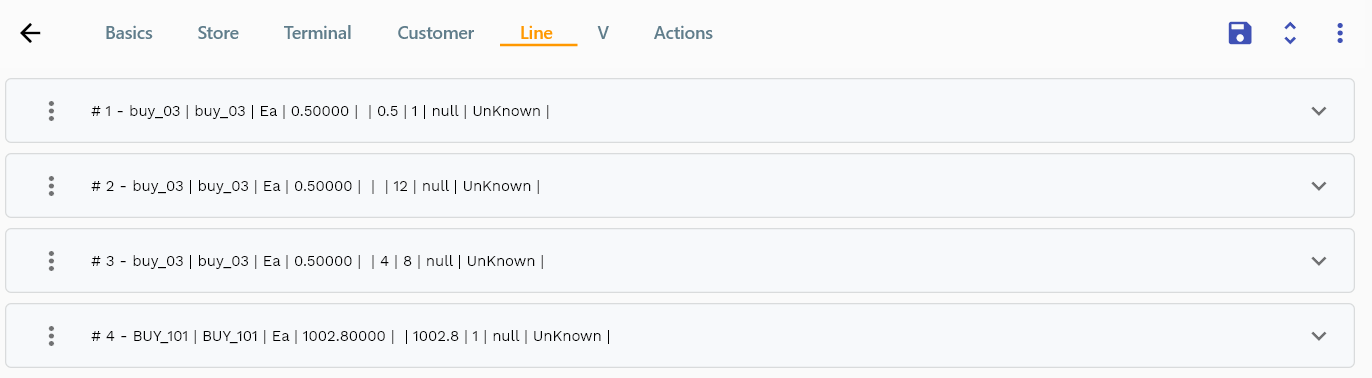 Basics Store Terminal Customer Line V Actions
# 1 - buy_03 | buy_03 | Ea | 0.50000 | | 0.5 | 1 | null | UnKnown |
# 2 - buy_03 | buy_03 | Ea | 0.50000 | | | 12 | null | UnKnown |
# 3 - buy_03 | buy_03 | Ea | 0.50000 | | 4 | 8 | null | UnKnown |
# 4 - BUY_101 | BUY_101 | Ea | 1002.80000 | | 1002.8 | 1 | null | UnKnown |